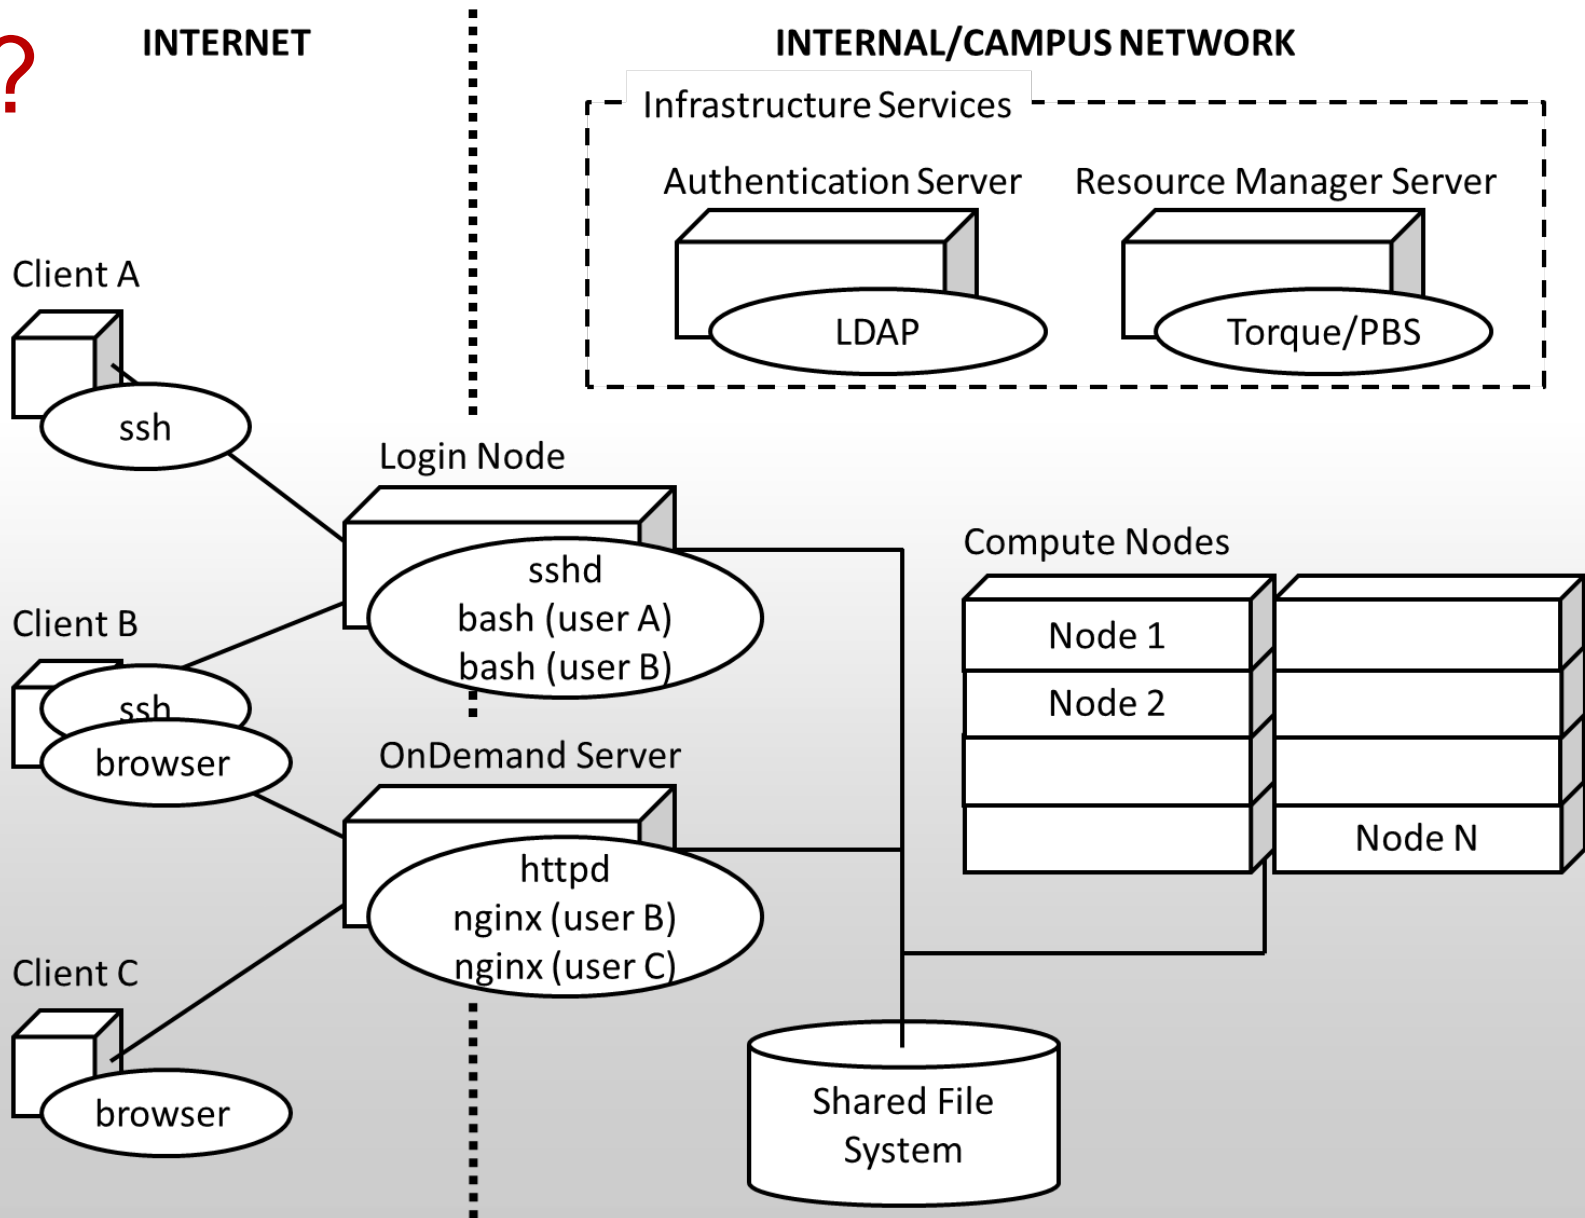 ?
INTERNET
INTERNAL/CAMPUS NETWORK
Infrastructure Services
Authentication Server
Resource Manager Server
LDAP
Torque/PBS
Client A
ssh
Login Node
sshd
bash (user A)
bash (user B)
Client B
ssh
browser
OnDemand Server
httpd
nginx (user B)
nginx (user C)
Client C
browser
Compute Nodes
Node 1
Node 2
Node N
Shared File
System